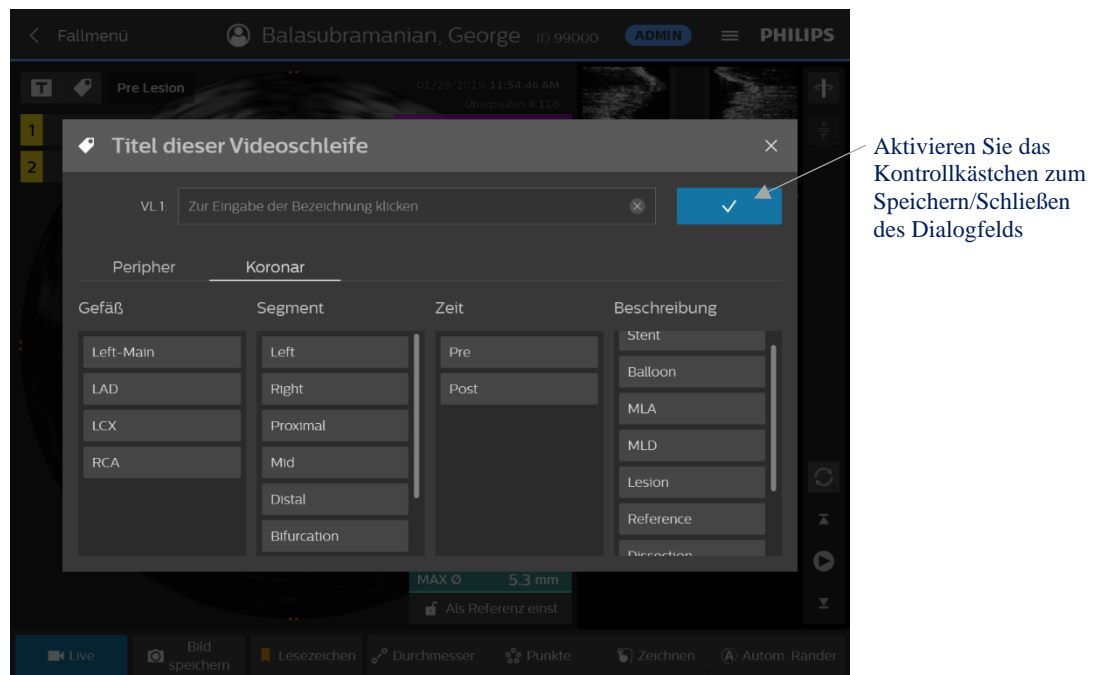 Fallmenü
Balasubramanian, George ID 99000
ADMIN
PHILIPS
T
Pre Lesion
01/29/2019 11:54:46 AM
Überprüfen # 116
1
2
Titel dieser Videoschleife
VL 1:
Zur Eingabe der Bezeichnung klicken
Aktivieren Sie das
Kontrollkästchen zum
Speichern/Schließen
des Dialogfelds
Peripher
Koronar
Gefäß
Segment
Zeit
Beschreibung
Left-Main
LAD
LCX
RCA
Left
Right
Proximal
Mid
Distal
Bifurcation
Pre
Post
Stent
Balloon
MLA
MLD
Lesion
Reference
Dissection
MAX Ø 5.3 mm
Als Referenz einst
Live
Bild
speichern
Lesezeichen
Durchmesser
Punkte
Zeichnen
A
Autom. Ränder